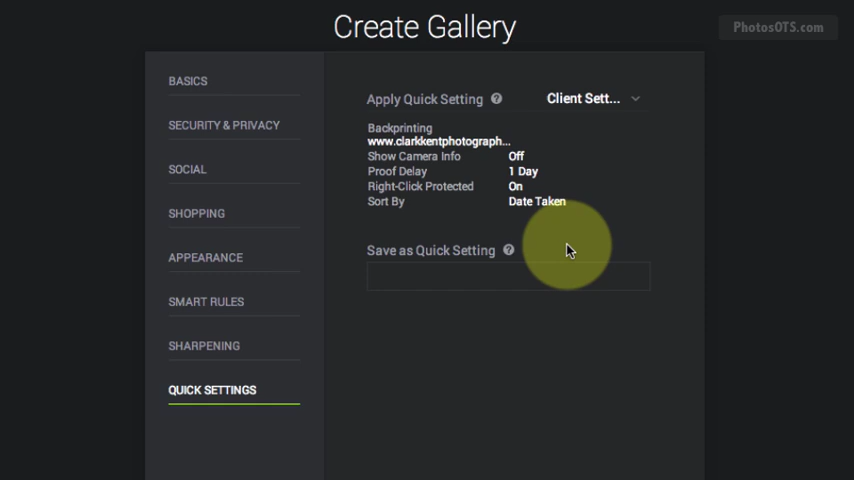 Create Gallery
PhotosOTS.com
BASICS
SECURITY & PRIVACY
SOCIAL
SHOPPING
APPEARANCE
SMART RULES
SHARPENING
QUICK SETTINGS
Apply Quick Setting ? Client Sett...
Backprinting
www.clarkkentphotograph...
Show Camera Info Off
Proof Delay 1 Day
Right-Click Protected On
Sort By Date Taken
Save as Quick Setting ?